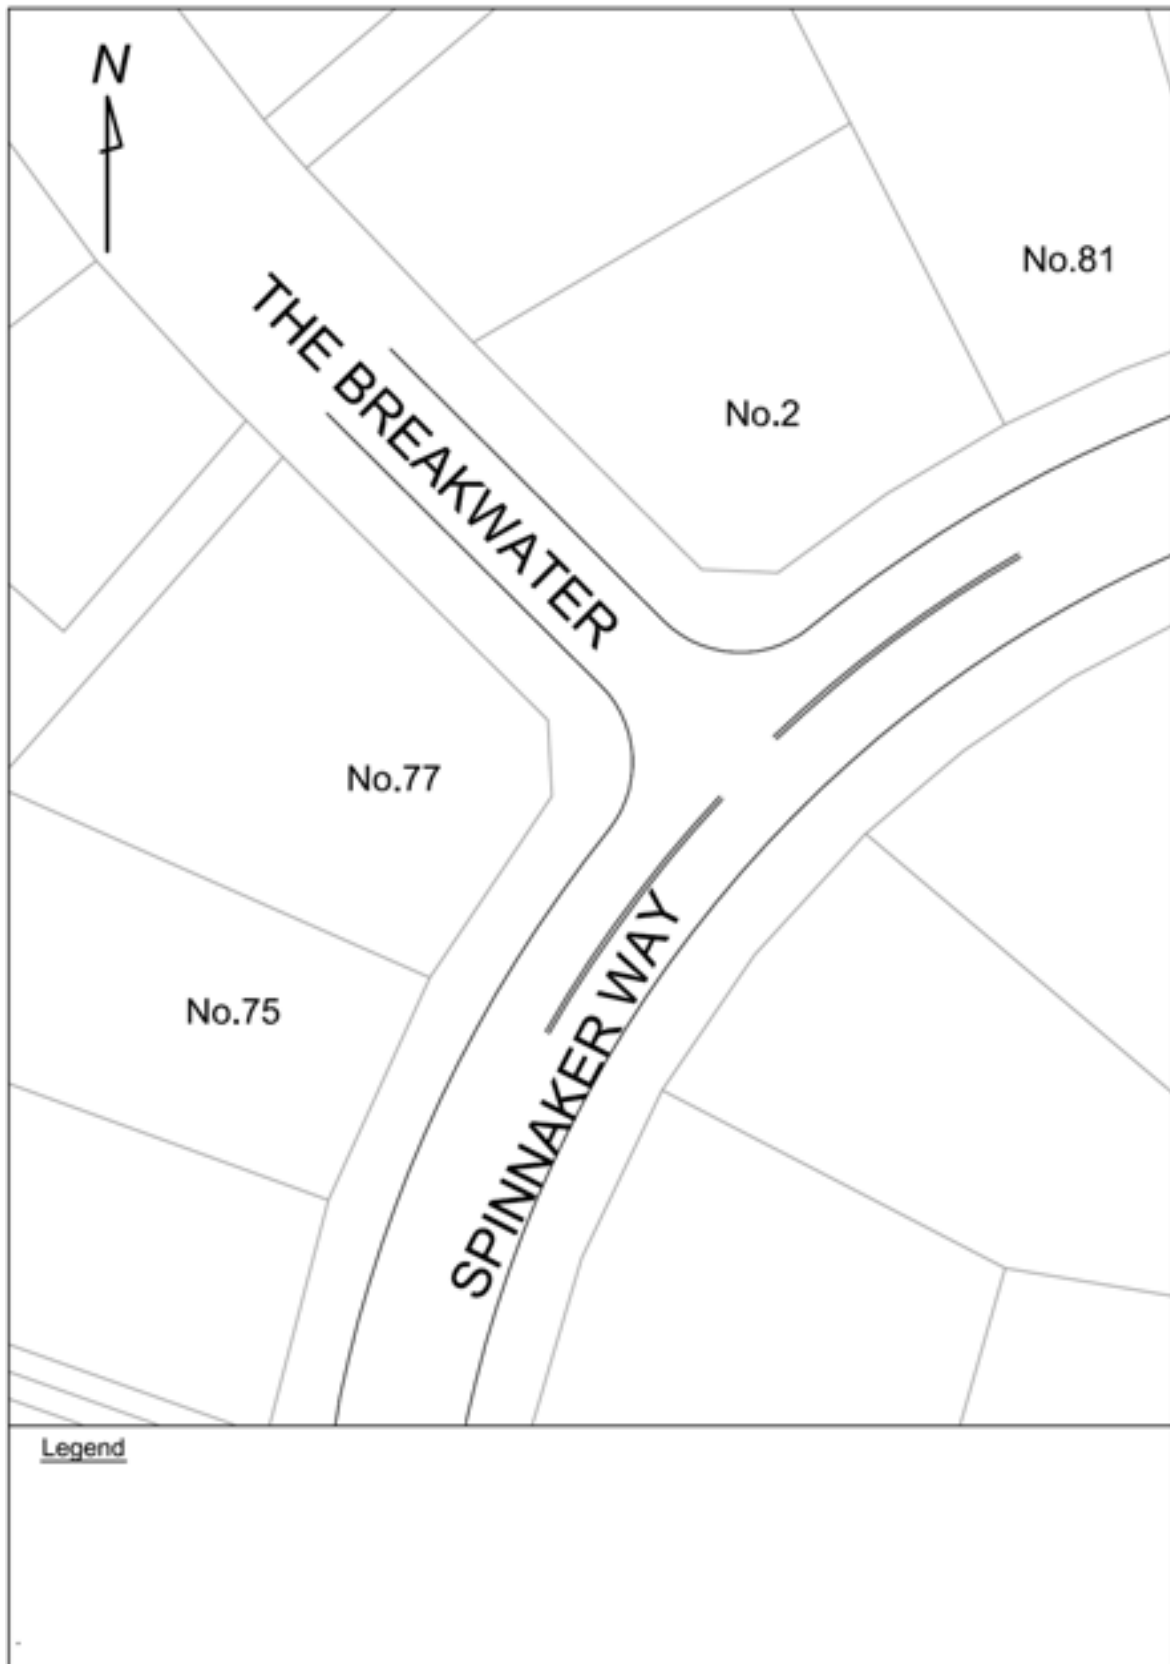 N
No.81
THE BREAKWATER
No.2
No.77
SPINNAKER WAY
No.75
Legend